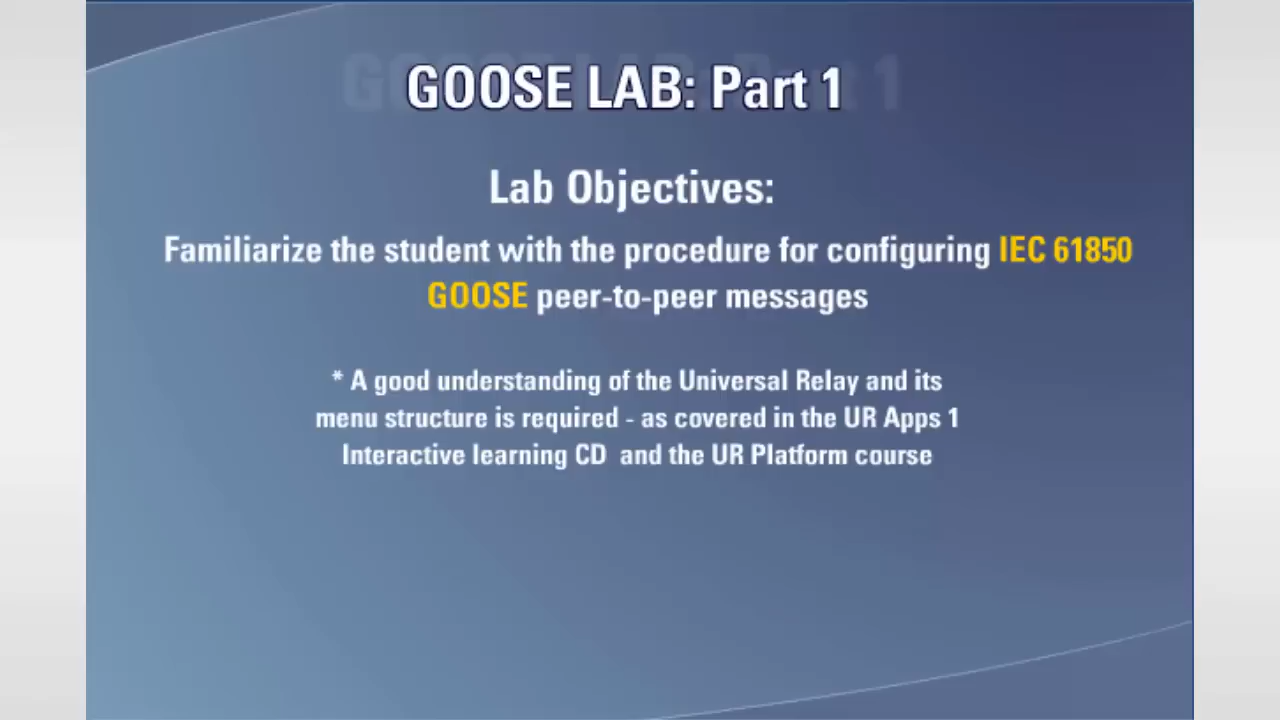 GOOSE LAB: Part 1
Lab Objectives:
Familiarize the student with the procedure for configuring IEC 61850
GOOSE peer-to-peer messages
* A good understanding of the Universal Relay and its
menu structure is required - as covered in the UR Apps 1
Interactive learning CD and the UR Platform course